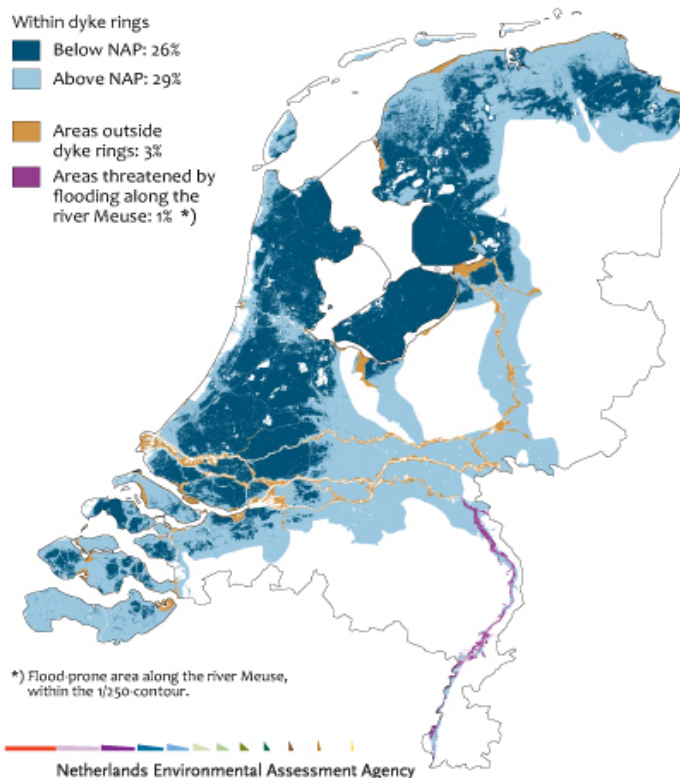 Within dyke rings
Below NAP: 26%
Above NAP: 29%
Areas outside
dyke rings: 3%
Areas threatened by
flooding along the
river Meuse: 1% *)
*) Flood-prone area along the river Meuse,
within the 1/250-contour.
Netherlands Environmental Assessment Agency